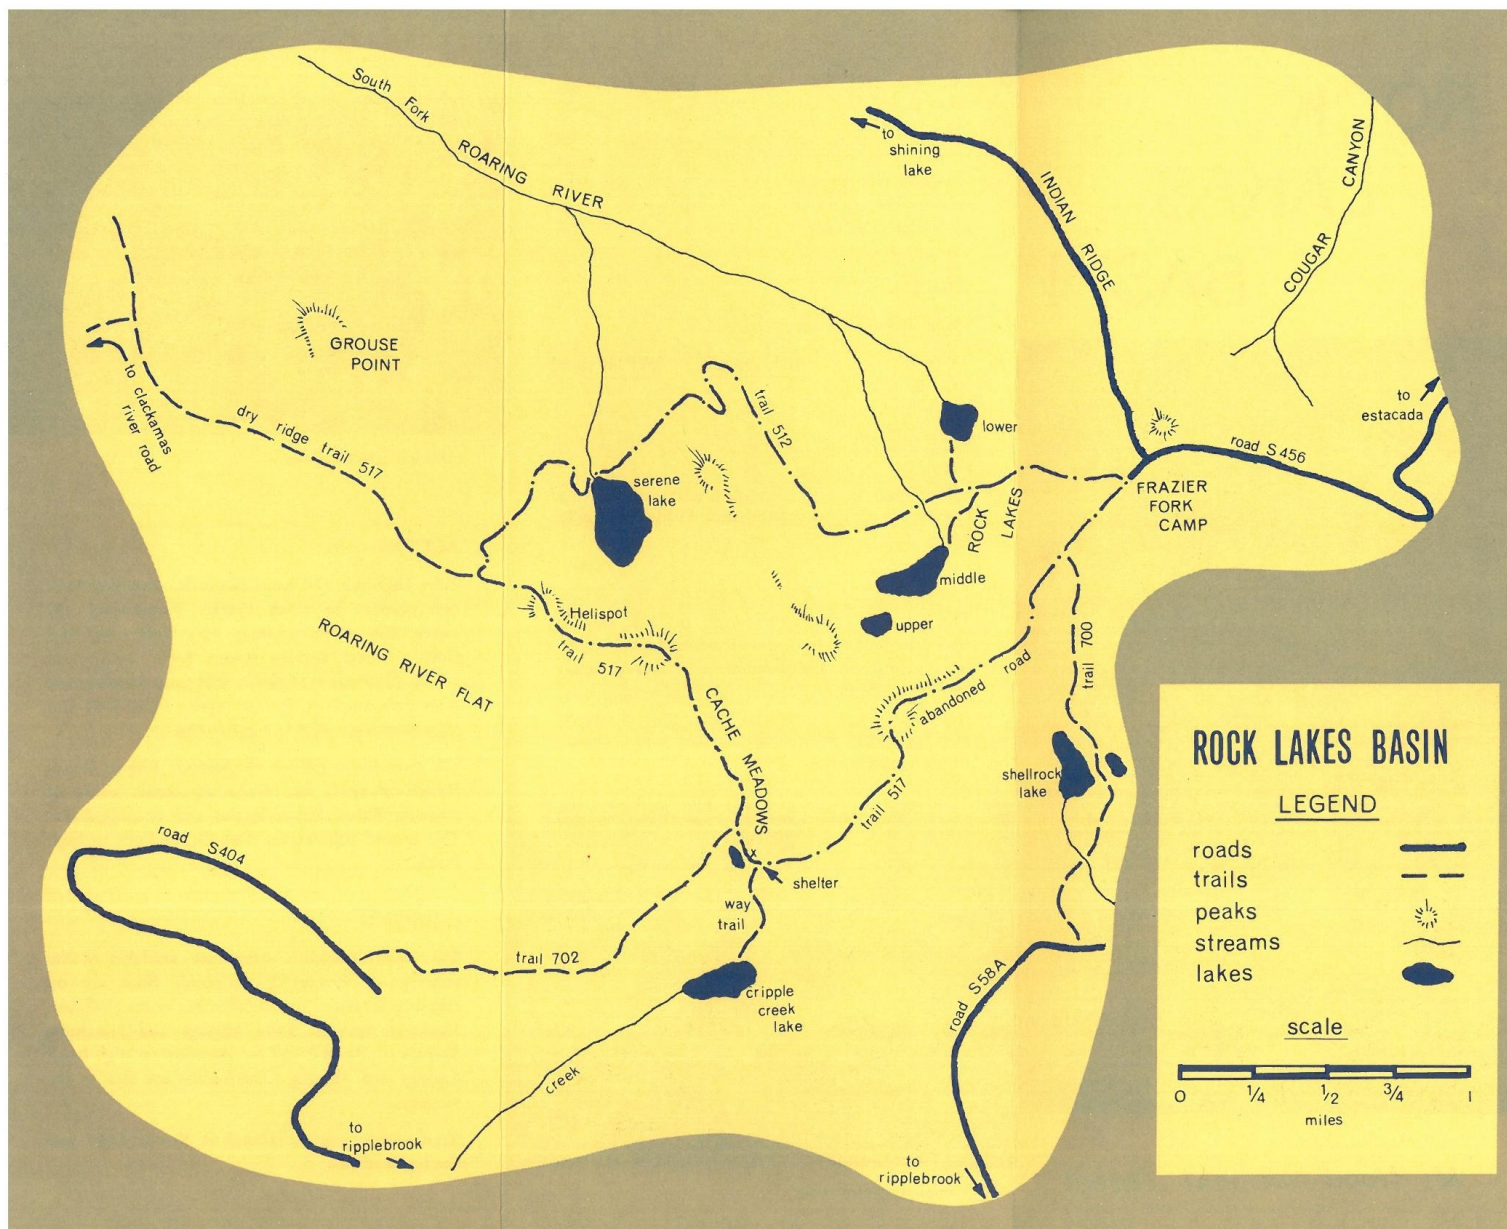 South Fork
ROARING RIVER
to
shining
lake
INDIAN RIDGE
COUGAR CANYON
GROUSE
POINT
to clackamas
river road
dry ridge trail 517
trail 512
lower
to
estacada
road S 456
serene
lake
ROCK LAKES
FRAZIER
FORK
CAMP
middle
upper
Helispot
trail 517
ROARING RIVER FLAT
CACHE MEADOWS
abandoned road
trail 700
shellrock
lake
trail 517
road S404
x
shelter
way
trail
trail 702
cripple
creek
lake
creek
road S58A
to
ripplebrook
to
ripplebrook
ROCK LAKES BASIN
LEGEND
roads
trails
peaks
streams
lakes
scale
0 1/4 1/2 3/4 1
miles